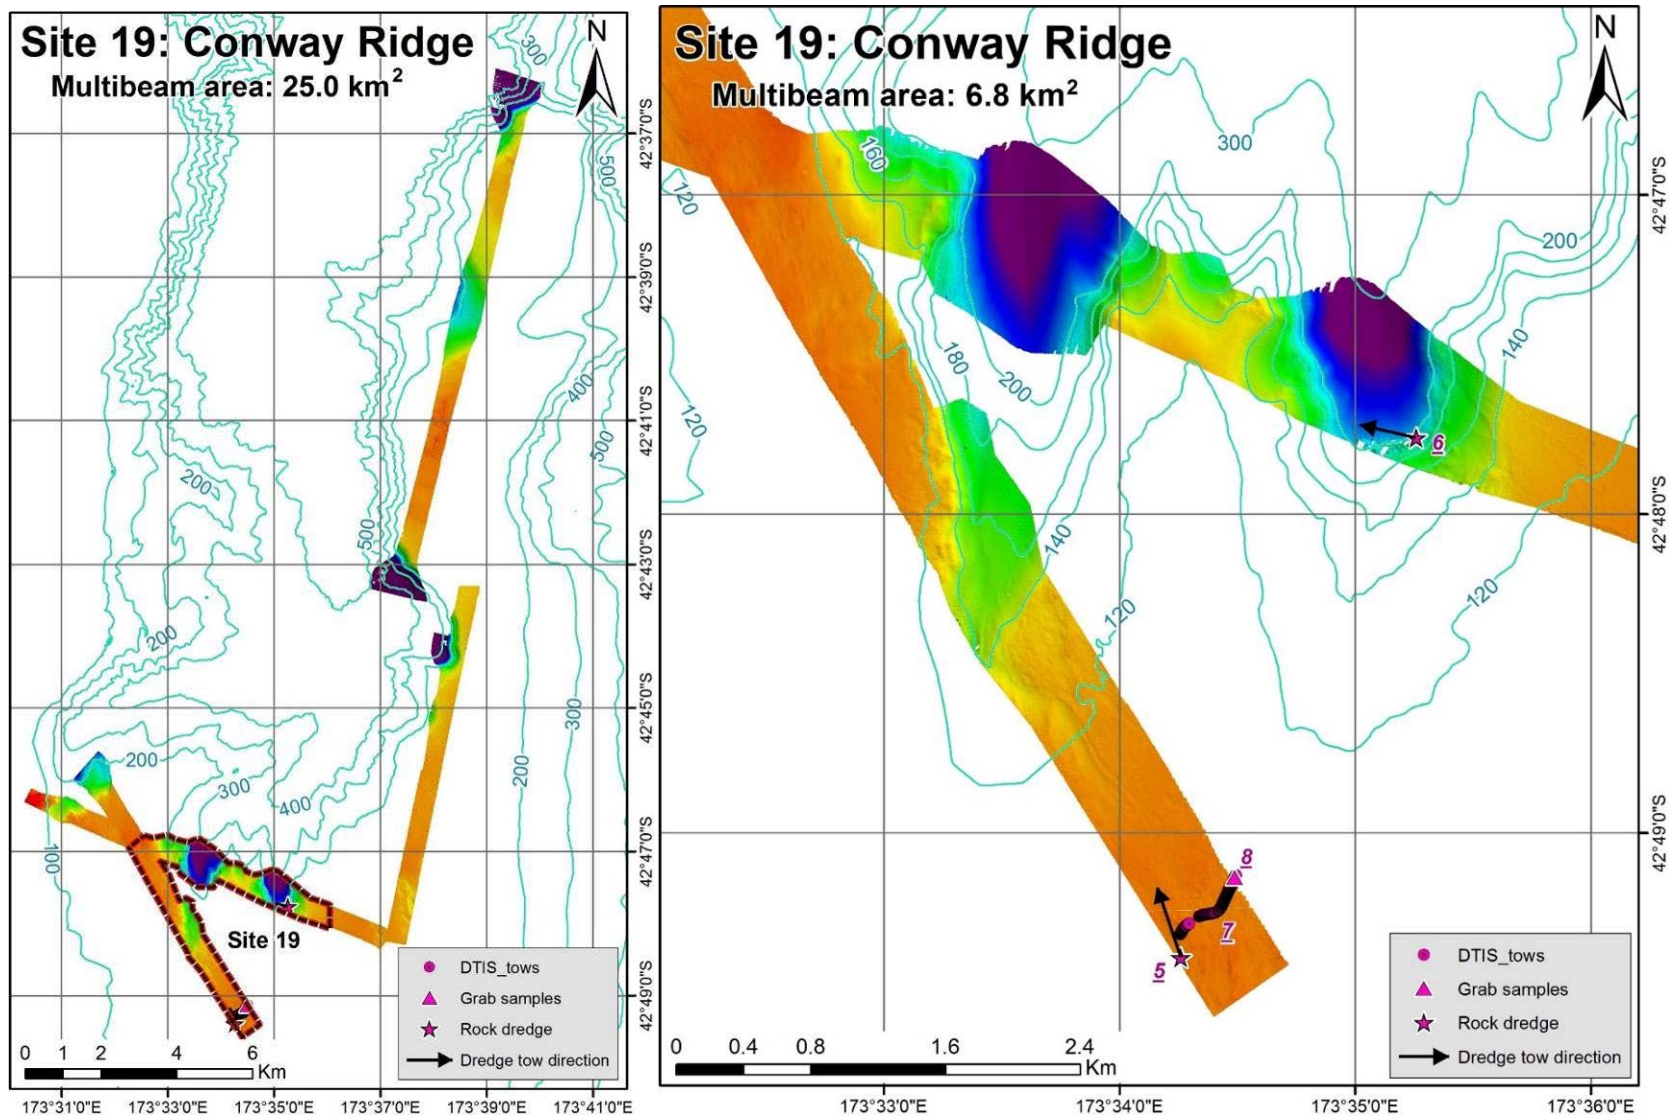 Site 19: Conway Ridge
Multibeam area: 25.0 km²
N
300
500
400
500
200
500
200
200
300
400
200
300
100
Site 19
DTIS_tows
Grab samples
Rock dredge
Dredge tow direction
0 1 2 4 6
Km
42°37'0"S
42°39'0"S
42°41'0"S
42°43'0"S
42°45'0"S
42°47'0"S
42°49'0"S
173°31'0"E 173°33'0"E 173°35'0"E 173°37'0"E 173°39'0"E 173°41'0"E
Site 19: Conway Ridge
Multibeam area: 6.8 km²
N
300
160
120
200
180
200
140
120
6
140
120
120
8
7
5
DTIS_tows
Grab samples
Rock dredge
Dredge tow direction
0 0.4 0.8 1.6 2.4
Km
42°47'0"S
42°48'0"S
42°49'0"S
173°33'0"E 173°34'0"E 173°35'0"E 173°36'0"E